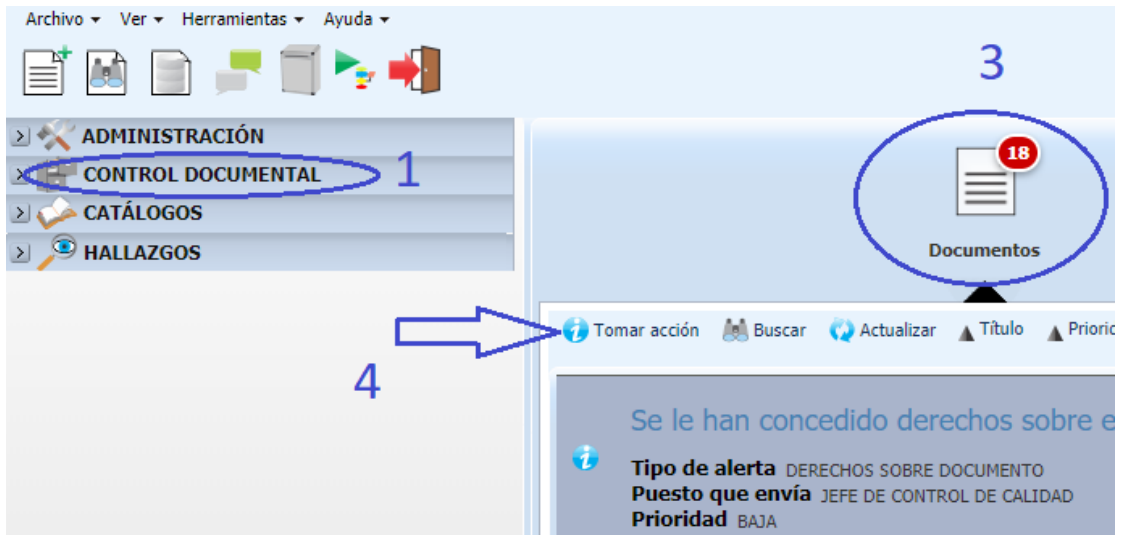 Archivo Ver Herramientas Ayuda
3
ADMINISTRACIÓN
18
CONTROL DOCUMENTAL 1
CATÁLOGOS
HALLAZGOS
Documentos
Tomar acción Buscar Actualizar Título Prioric
4
Se le han concedido derechos sobre e
Tipo de alerta DERECHOS SOBRE DOCUMENTO
Puesto que envía JEFE DE CONTROL DE CALIDAD
Prioridad BAJA